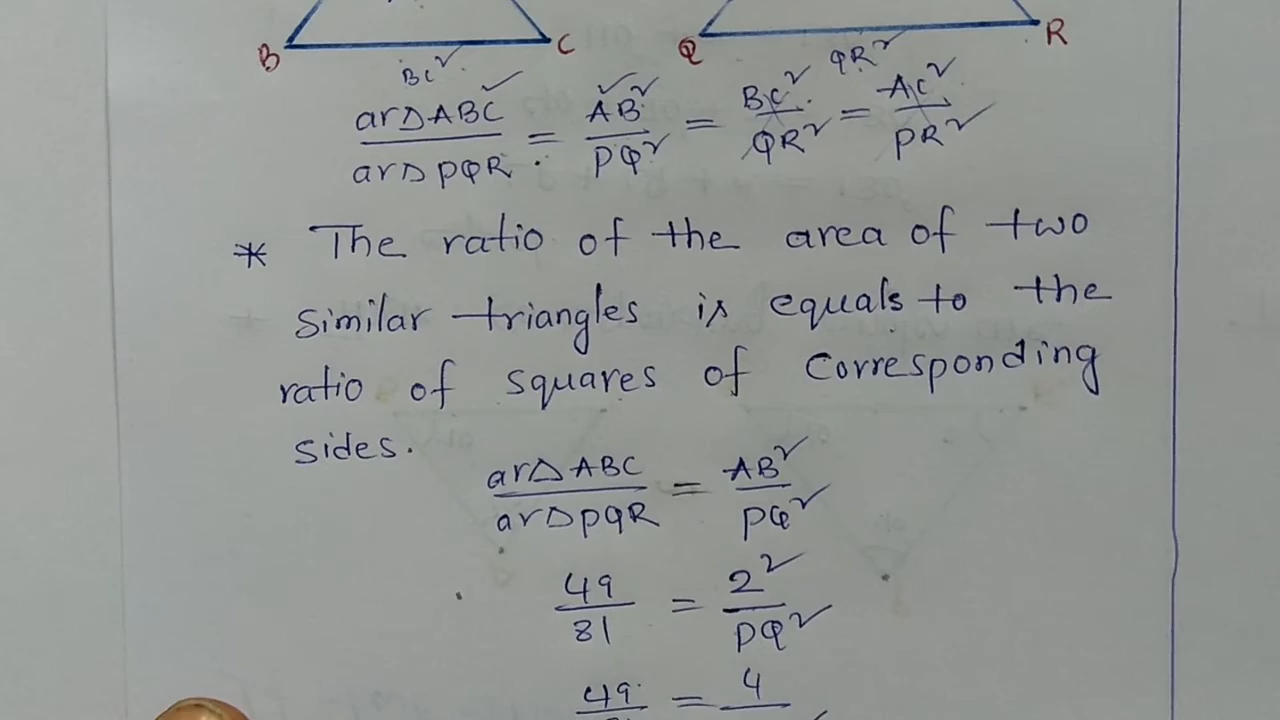 B C Q R
BC² QR²
ar△ABC / ar△PQR = AB² / PQ² = BC² / QR² = AC² / PR²
* The ratio of the area of two
similar triangles is equals to the
ratio of squares of corresponding
sides.
ar△ABC / ar△PQR = AB² / PQ²
49 / 81 = 2² / PQ²
49 = 4